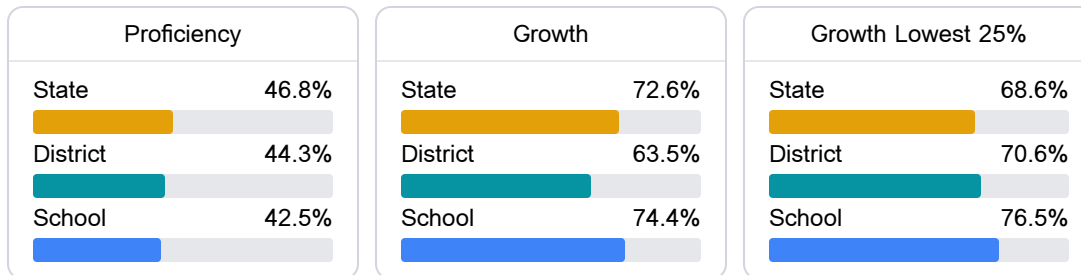 Proficiency
State 46.8%
District 44.3%
School 42.5%
Growth
State 72.6%
District 63.5%
School 74.4%
Growth Lowest 25%
State 68.6%
District 70.6%
School 76.5%